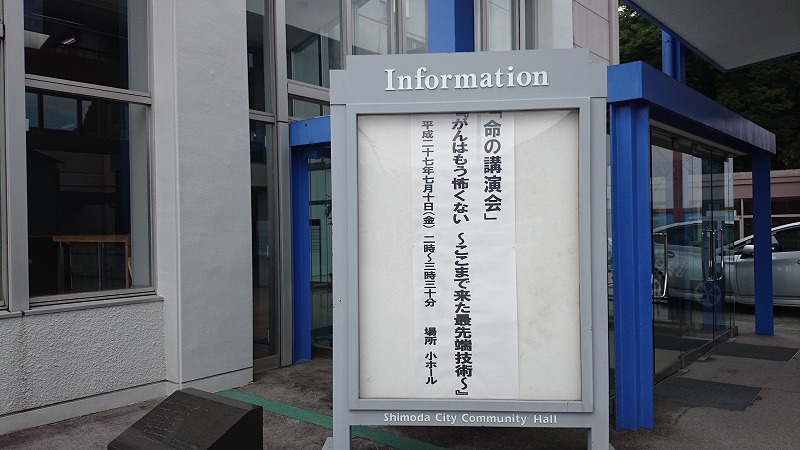 Information
「命の講演会」
『がんはもう怖くない ～ここまで来た最先端技術～』
平成二十七年七月十日(金) 二時～三時三十分 場所 小ホール
Shimoda City Community Hall